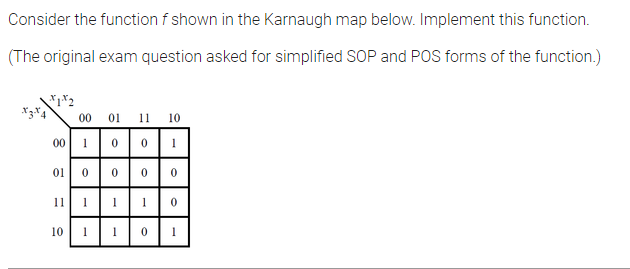 Consider the function f shown in the Karnaugh map below. Implement this function.
(The original exam question asked for simplified SOP and POS forms of the function.)
x1x2
x3x4
00 01 11 10
00 1 0 0 1
01 0 0 0 0
11 1 1 1 0
10 1 1 0 1